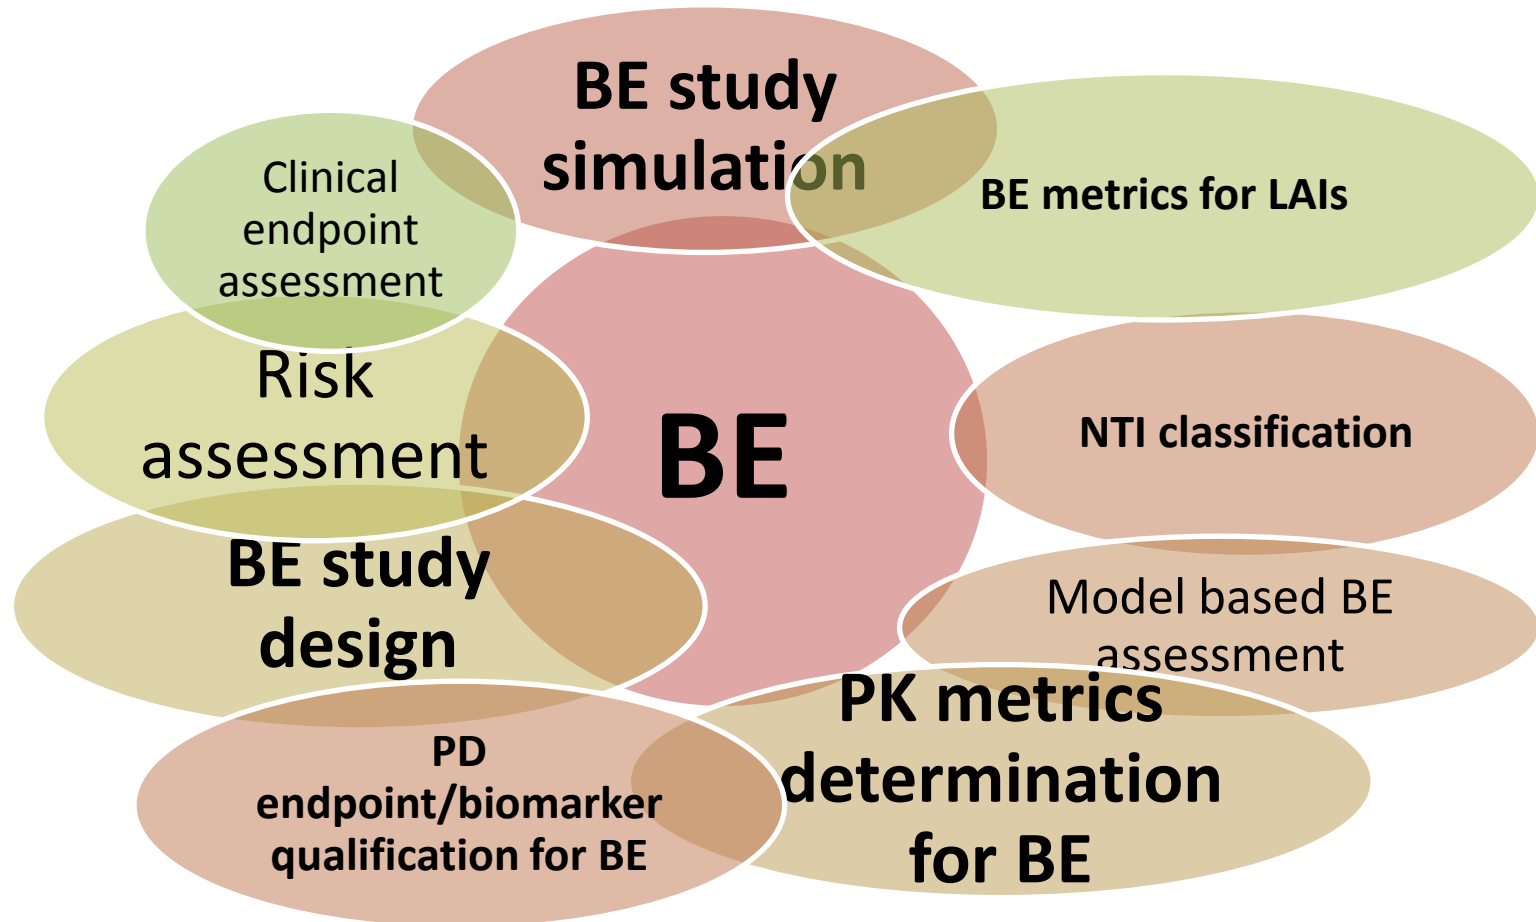 BE study
simulation
BE metrics for LAIs
Clinical
endpoint
assessment
Risk
assessment
BE
NTI classification
BE study
design
Model based BE
assessment
PK metrics
determination
for BE
PD
endpoint/biomarker
qualification for BE